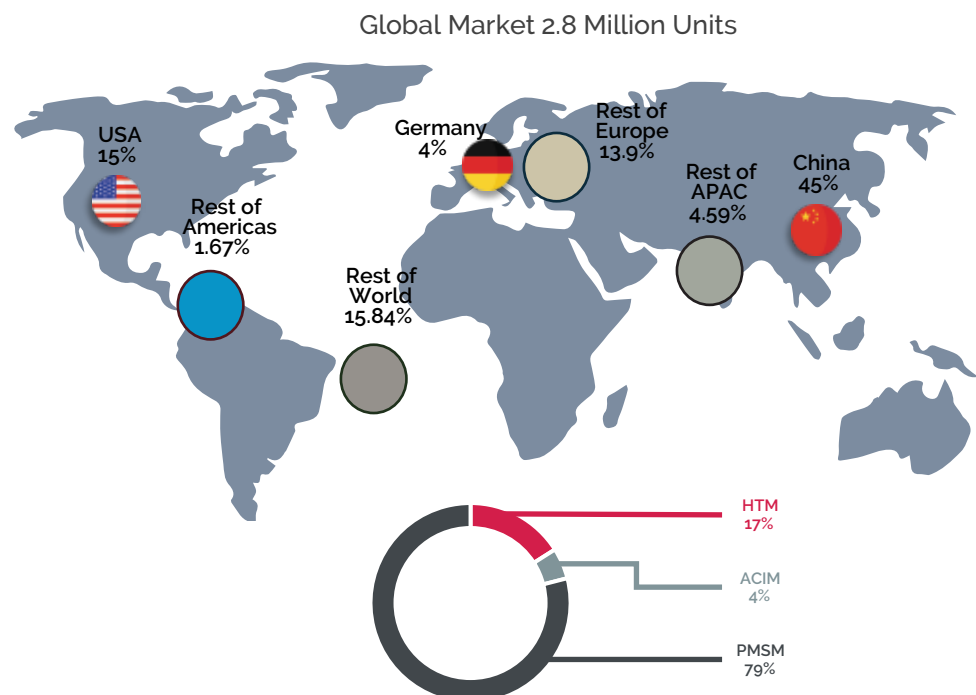 Global Market 2.8 Million Units
USA
15%
Germany
4%
Rest of
Europe
13.9%
Rest of
APAC
4.59%
China
45%
Rest of
Americas
1.67%
Rest of
World
15.84%
HTM
17%
ACIM
4%
PMSM
79%